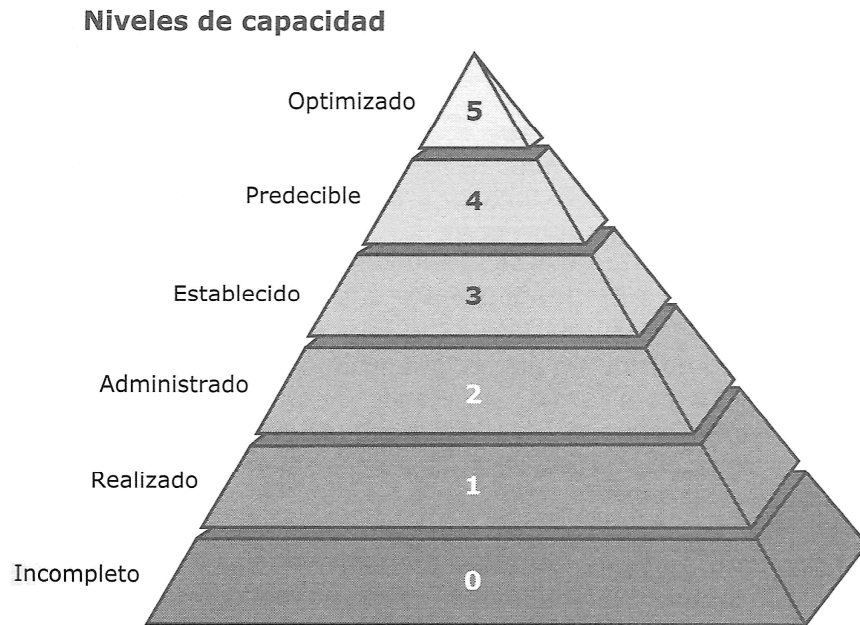 Niveles de capacidad
Optimizado 5
Predecible 4
Establecido 3
Administrado 2
Realizado 1
Incompleto 0